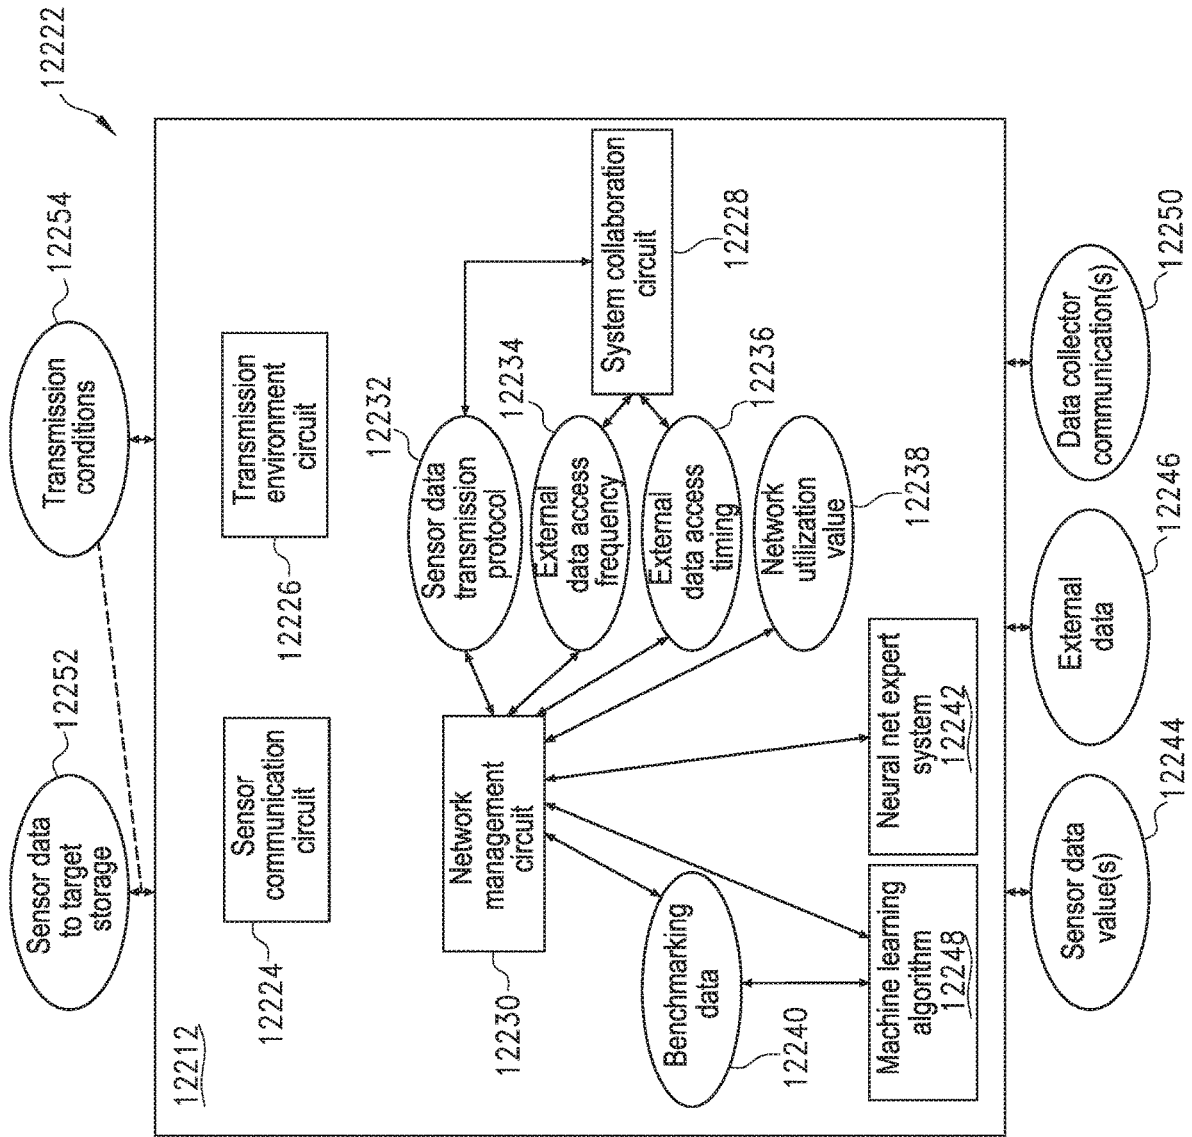 12222
12254
Transmission
conditions
12252
Sensor data
to target
storage
12212
Transmission
environment
circuit
12226
Sensor
communication
circuit
12224
System collaboration
circuit
12228
12232
Sensor data
transmission
protocol
12234
External
data access
frequency
12236
External
data access
timing
12238
Network
utilization
value
Network
management
circuit
12230
Benchmarking
data
12240
Neural net expert
system
12242
Machine learning
algorithm
12248
Data collector
communication(s)
12250
External
data
12246
Sensor data
value(s)
12244